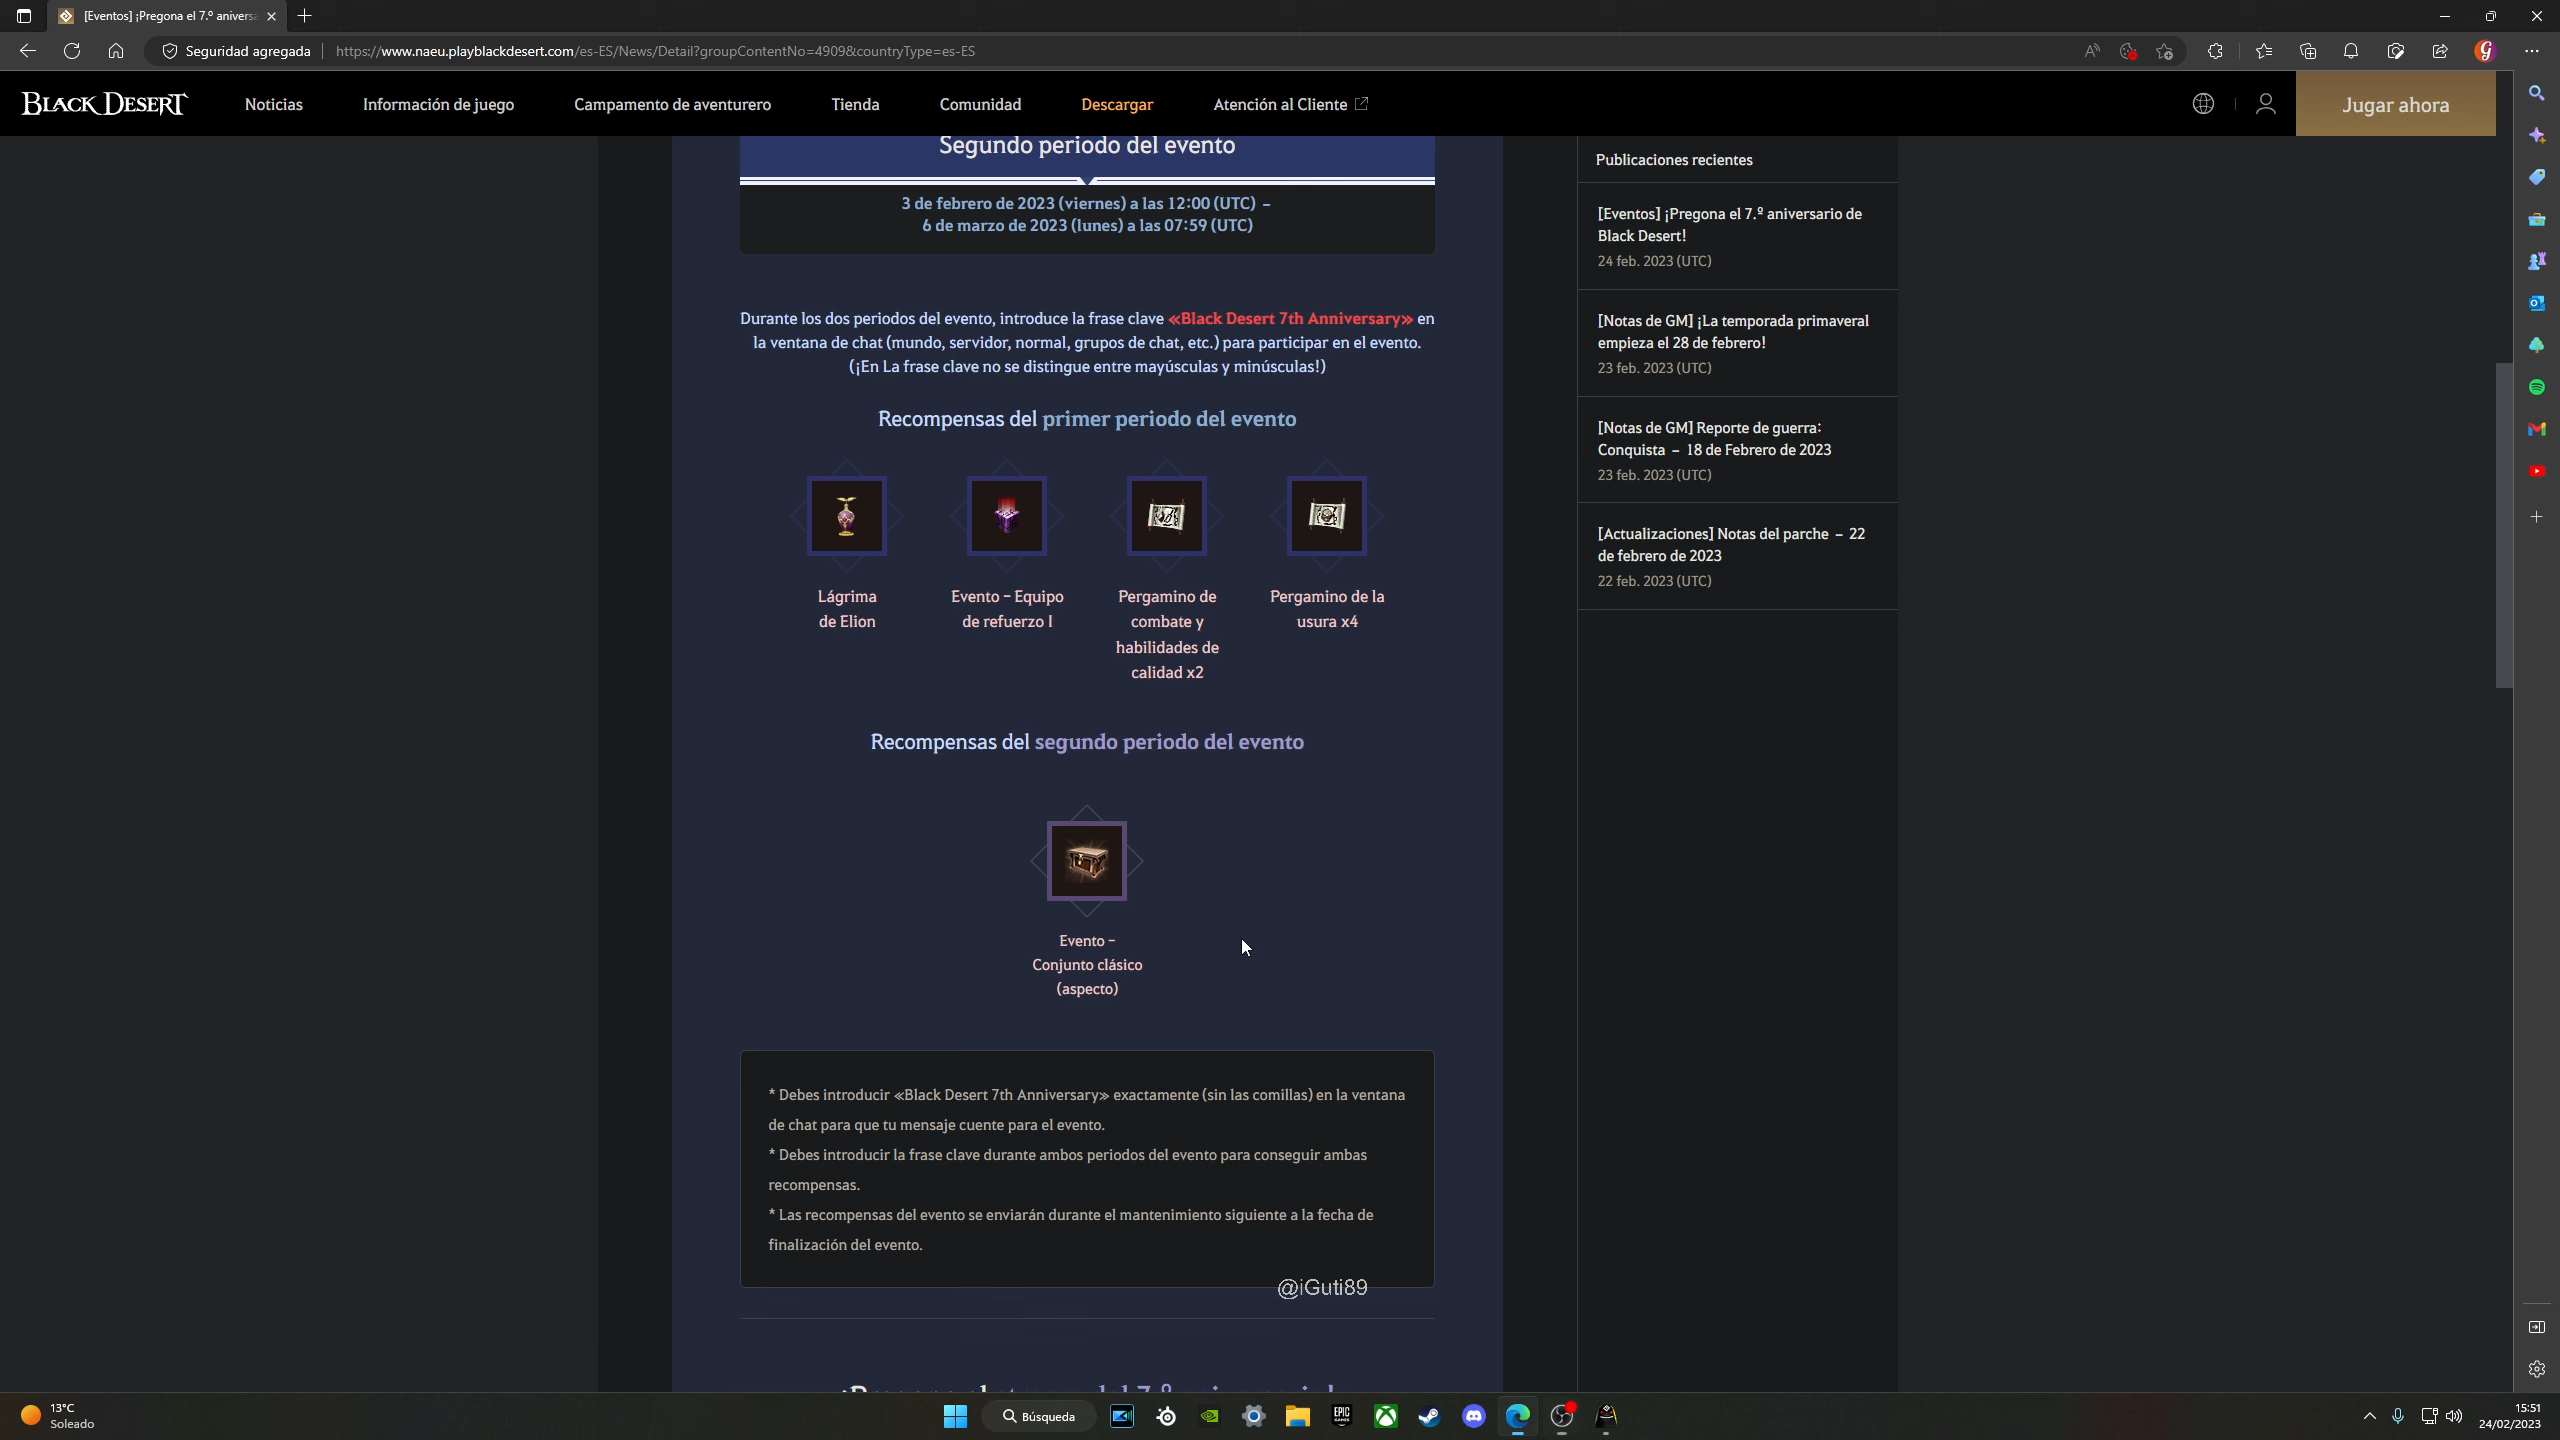 [Eventos] ¡Pregona el 7.º anivers
Seguridad agregada
https://www.naeu.playblackdesert.com/es-ES/News/Detail?groupContentNo=4909&countryType=es-ES
BLACK DESERT
Noticias
Información de juego
Campamento de aventurero
Tienda
Comunidad
Descargar
Atención al Cliente
Jugar ahora
Segundo periodo del evento
3 de febrero de 2023 (viernes) a las 12:00 (UTC) –
6 de marzo de 2023 (lunes) a las 07:59 (UTC)
Durante los dos periodos del evento, introduce la frase clave «Black Desert 7th Anniversary» en
la ventana de chat (mundo, servidor, normal, grupos de chat, etc.) para participar en el evento.
(¡En La frase clave no se distingue entre mayúsculas y minúsculas!)
Recompensas del primer periodo del evento
Lágrima
de Elion
Evento – Equipo
de refuerzo I
Pergamino de
combate y
habilidades de
calidad x2
Pergamino de la
usura x4
Recompensas del segundo periodo del evento
Evento –
Conjunto clásico
(aspecto)
* Debes introducir «Black Desert 7th Anniversary» exactamente (sin las comillas) en la ventana
de chat para que tu mensaje cuente para el evento.
* Debes introducir la frase clave durante ambos periodos del evento para conseguir ambas
recompensas.
* Las recompensas del evento se enviarán durante el mantenimiento siguiente a la fecha de
finalización del evento.
@iGuti89
Publicaciones recientes
[Eventos] ¡Pregona el 7.º aniversario de
Black Desert!
24 feb. 2023 (UTC)
[Notas de GM] ¡La temporada primaveral
empieza el 28 de febrero!
23 feb. 2023 (UTC)
[Notas de GM] Reporte de guerra:
Conquista – 18 de Febrero de 2023
23 feb. 2023 (UTC)
[Actualizaciones] Notas del parche – 22
de febrero de 2023
22 feb. 2023 (UTC)
13°C
Soleado
Búsqueda
EPIC
GAMES
15:51
24/02/2023